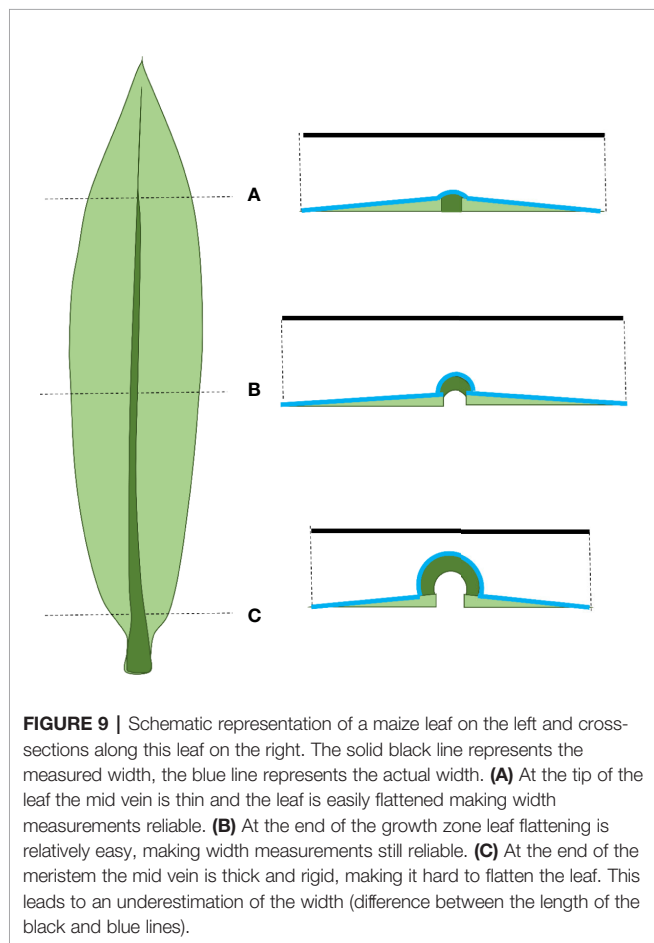 A
B
C
FIGURE 9 | Schematic representation of a maize leaf on the left and cross-
sections along this leaf on the right. The solid black line represents the
measured width, the blue line represents the actual width. (A) At the tip of the
leaf the mid vein is thin and the leaf is easily flattened making width
measurements reliable. (B) At the end of the growth zone leaf flattening is
relatively easy, making width measurements still reliable. (C) At the end of the
meristem the mid vein is thick and rigid, making it hard to flatten the leaf. This
leads to an underestimation of the width (difference between the length of the
black and blue lines).